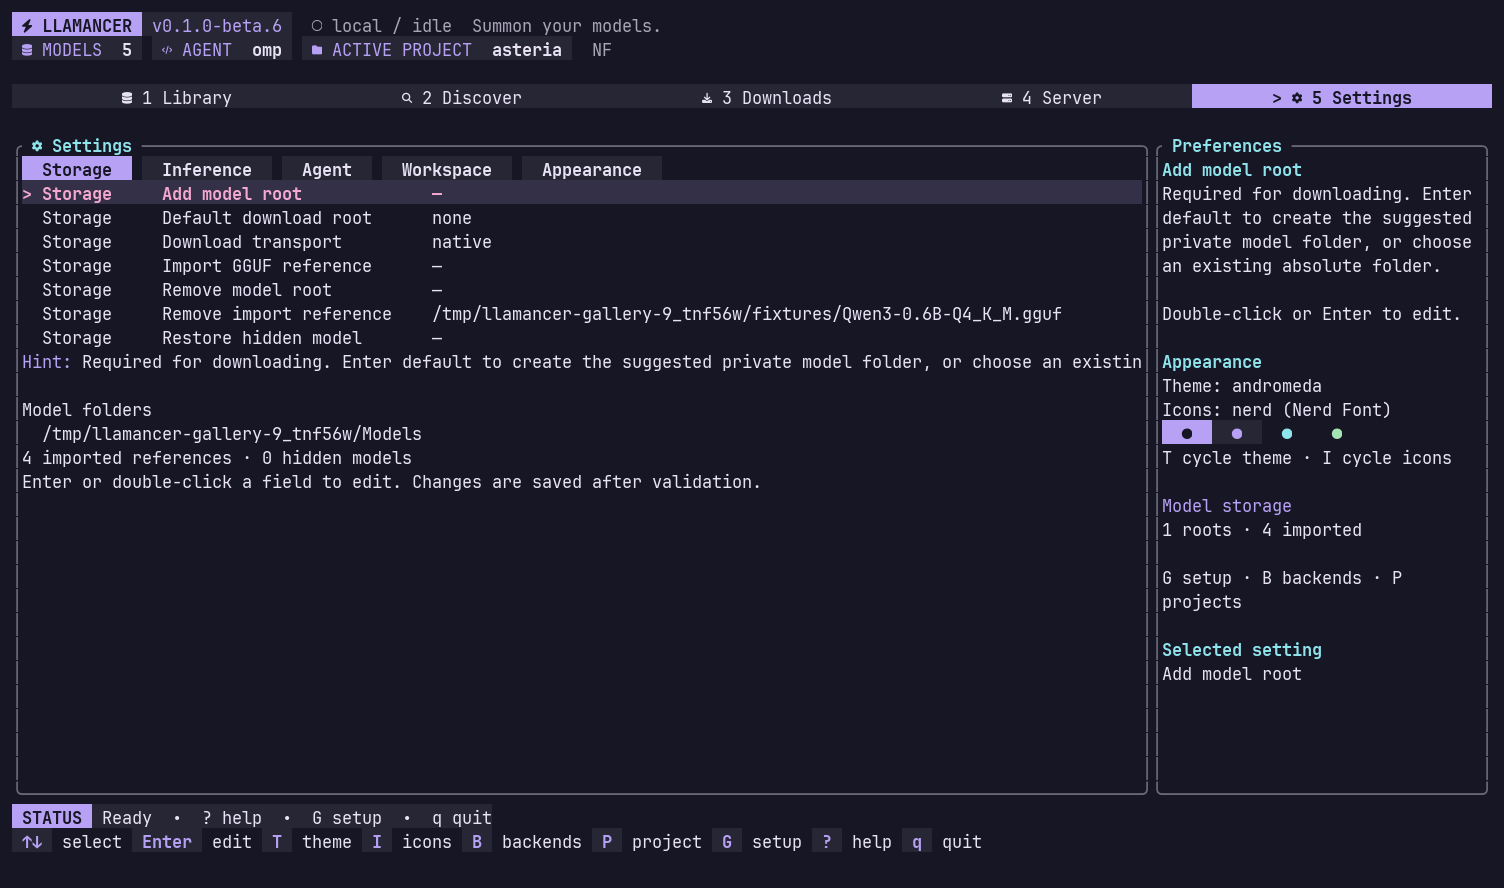 LLAMANCER v0.1.0-beta.6 local / idle Summon your models.
MODELS 5 AGENT omp ACTIVE PROJECT asteria NF
1 Library 2 Discover 3 Downloads 4 Server > 5 Settings
Settings
Storage Inference Agent Workspace Appearance
> Storage Add model root —
Storage Default download root none
Storage Download transport native
Storage Import GGUF reference —
Storage Remove model root —
Storage Remove import reference /tmp/llamancer-gallery-9_tnf56w/fixtures/Qwen3-0.6B-Q4_K_M.gguf
Storage Restore hidden model —
Hint: Required for downloading. Enter default to create the suggested private model folder, or choose an existin
Model folders
/tmp/llamancer-gallery-9_tnf56w/Models
4 imported references · 0 hidden models
Enter or double-click a field to edit. Changes are saved after validation.
Preferences
Add model root
Required for downloading. Enter
default to create the suggested
private model folder, or choose
an existing absolute folder.
Double-click or Enter to edit.
Appearance
Theme: andromeda
Icons: nerd (Nerd Font)
T cycle theme · I cycle icons
Model storage
1 roots · 4 imported
G setup · B backends · P
projects
Selected setting
Add model root
STATUS Ready • ? help • G setup • q quit
↑↓ select Enter edit T theme I icons B backends P project G setup ? help q quit